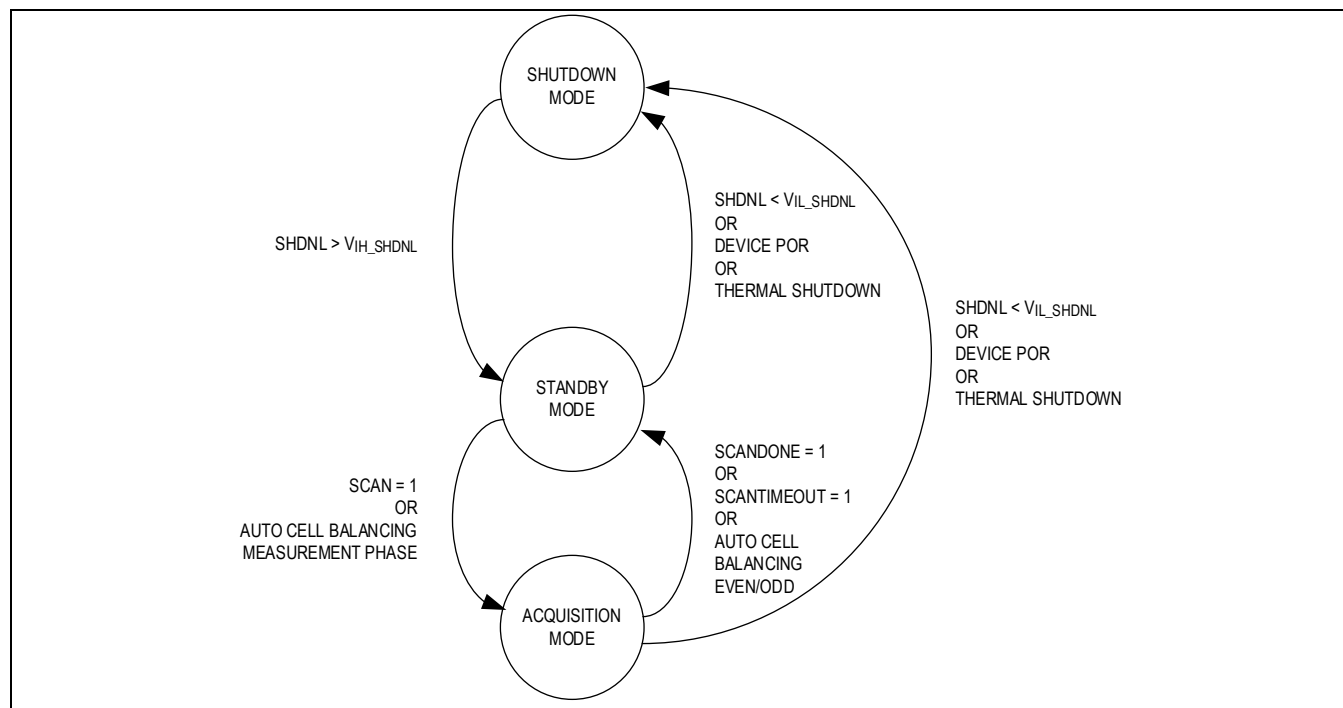 SHUTDOWN
MODE
SHDNL > VIH_SHDNL
SHDNL < VIL_SHDNL
OR
DEVICE POR
OR
THERMAL SHUTDOWN
SHDNL < VIL_SHDNL
OR
DEVICE POR
OR
THERMAL SHUTDOWN
STANDBY
MODE
SCAN = 1
OR
AUTO CELL BALANCING
MEASUREMENT PHASE
SCANDONE = 1
OR
SCANTIMEOUT = 1
OR
AUTO CELL
BALANCING
EVEN/ODD
ACQUISITION
MODE